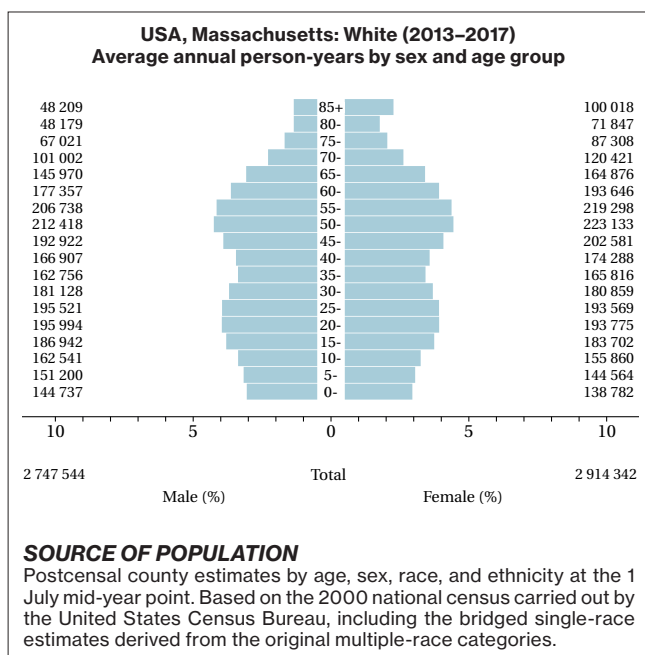 USA, Massachusetts: White (2013–2017)
Average annual person-years by sex and age group
48 209 85+ 100 018
48 179 80- 71 847
67 021 75- 87 308
101 002 70- 120 421
145 970 65- 164 876
177 357 60- 193 646
206 738 55- 219 298
212 418 50- 223 133
192 922 45- 202 581
166 907 40- 174 288
162 756 35- 165 816
181 128 30- 180 859
195 521 25- 193 569
195 994 20- 193 775
186 942 15- 183 702
162 541 10- 155 860
151 200 5- 144 564
144 737 0- 138 782
10 5 0 5 10
2 747 544 Total 2 914 342
Male (%) Female (%)
SOURCE OF POPULATION
Postcensal county estimates by age, sex, race, and ethnicity at the 1
July mid-year point. Based on the 2000 national census carried out by
the United States Census Bureau, including the bridged single-race
estimates derived from the original multiple-race categories.